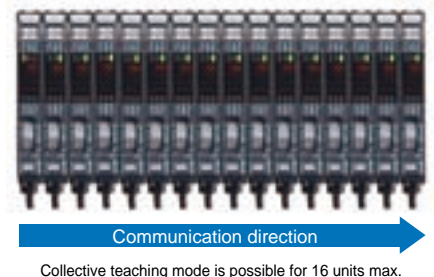 Communication direction
Collective teaching mode is possible for 16 units max.